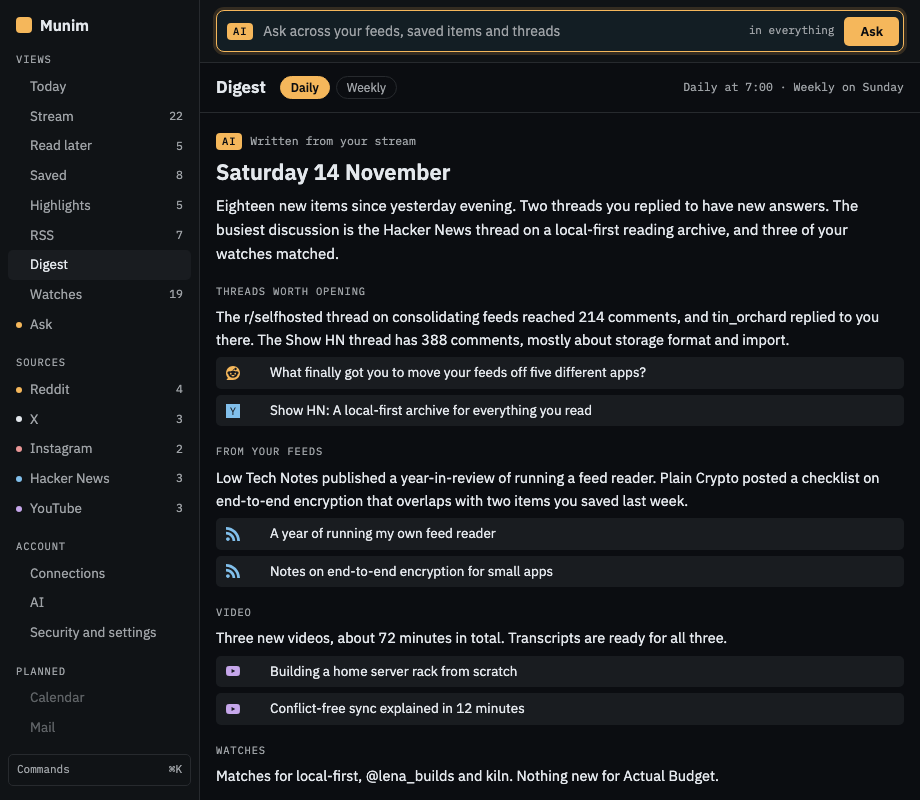 Munim
VIEWS
Today
Stream 22
Read later 5
Saved 8
Highlights 5
RSS 7
Digest
Watches 19
Ask
SOURCES
Reddit 4
X 3
Instagram 2
Hacker News 3
YouTube 3
ACCOUNT
Connections
AI
Security and settings
PLANNED
Calendar
Mail
Commands ⌘K
AI Ask across your feeds, saved items and threads in everything Ask
Digest Daily Weekly Daily at 7:00 · Weekly on Sunday
AI Written from your stream
Saturday 14 November
Eighteen new items since yesterday evening. Two threads you replied to have new answers. The
busiest discussion is the Hacker News thread on a local-first reading archive, and three of your
watches matched.
THREADS WORTH OPENING
The r/selfhosted thread on consolidating feeds reached 214 comments, and tin_orchard replied to you
there. The Show HN thread has 388 comments, mostly about storage format and import.
What finally got you to move your feeds off five different apps?
Y Show HN: A local-first archive for everything you read
FROM YOUR FEEDS
Low Tech Notes published a year-in-review of running a feed reader. Plain Crypto posted a checklist on
end-to-end encryption that overlaps with two items you saved last week.
A year of running my own feed reader
Notes on end-to-end encryption for small apps
VIDEO
Three new videos, about 72 minutes in total. Transcripts are ready for all three.
Building a home server rack from scratch
Conflict-free sync explained in 12 minutes
WATCHES
Matches for local-first, @lena_builds and kiln. Nothing new for Actual Budget.